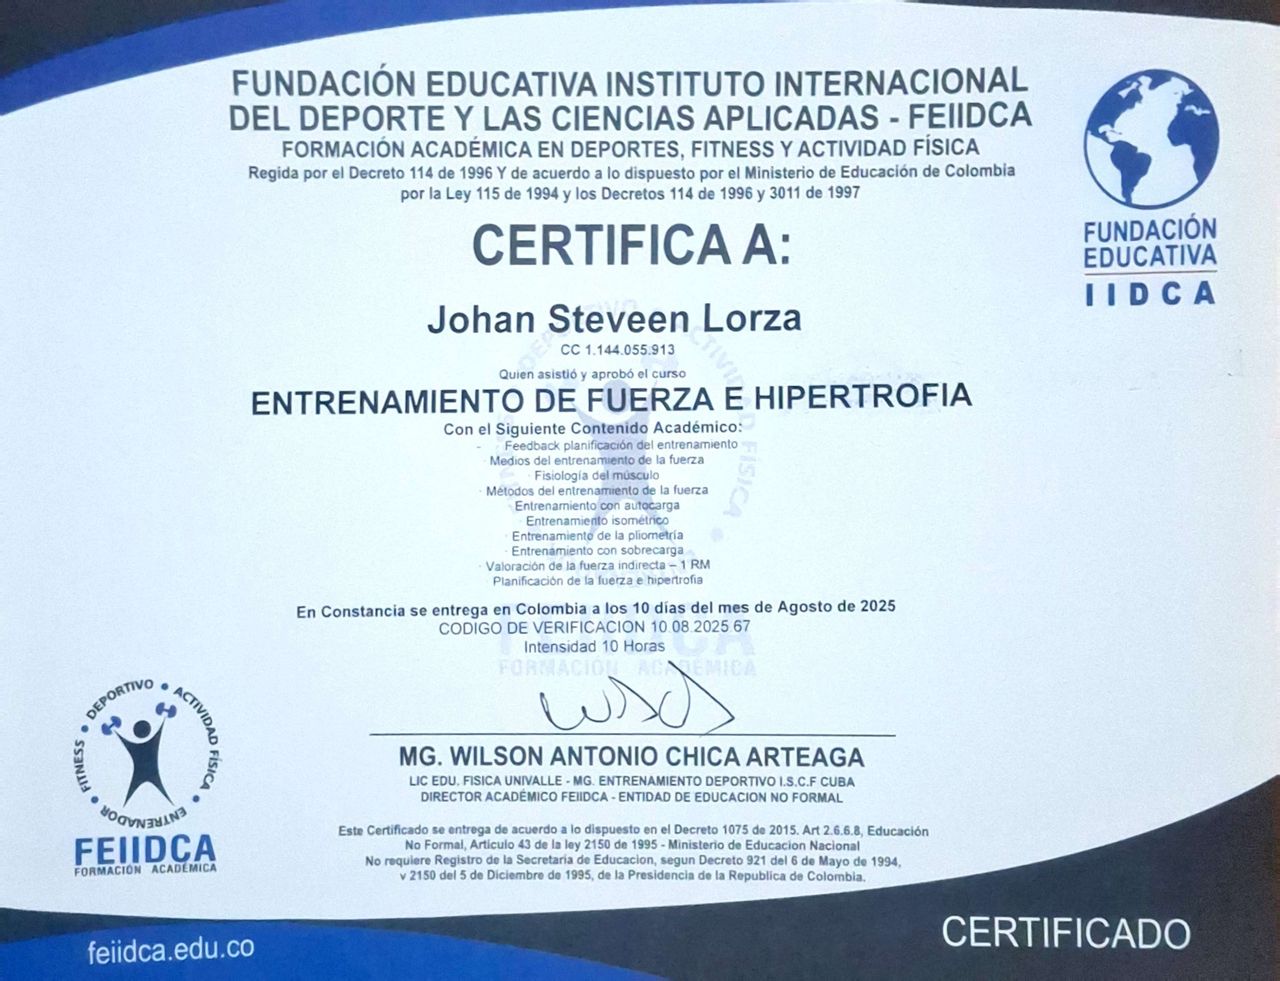 FUNDACIÓN EDUCATIVA INSTITUTO INTERNACIONAL
DEL DEPORTE Y LAS CIENCIAS APLICADAS - FEIIDCA
FORMACIÓN ACADÉMICA EN DEPORTES, FITNESS Y ACTIVIDAD FÍSICA
Regida por el Decreto 114 de 1996 Y de acuerdo a lo dispuesto por el Ministerio de Educación de Colombia
por la Ley 115 de 1994 y los Decretos 114 de 1996 y 3011 de 1997
FUNDACIÓN
EDUCATIVA
IIDCA
CERTIFICA A:
Johan Steveen Lorza
CC 1.144.055.913
Quien asistió y aprobó el curso
ENTRENAMIENTO DE FUERZA E HIPERTROFIA
Con el Siguiente Contenido Académico:
- Feedback planificación del entrenamiento
· Medios del entrenamiento de la fuerza
· Fisiología del músculo
· Métodos del entrenamiento de la fuerza
· Entrenamiento con autocarga
· Entrenamiento isométrico
· Entrenamiento de la pliometría
· Entrenamiento con sobrecarga
· Valoración de la fuerza indirecta – 1 RM
· Planificación de la fuerza e hipertrofia
En Constancia se entrega en Colombia a los 10 días del mes de Agosto de 2025
CODIGO DE VERIFICACION 10.08.2025 67
Intensidad 10 Horas
FEIIDCA
FORMACIÓN ACADÉMICA
MG. WILSON ANTONIO CHICA ARTEAGA
LIC EDU. FISICA UNIVALLE - MG. ENTRENAMIENTO DEPORTIVO I.S.C.F CUBA
DIRECTOR ACADÉMICO FEIIDCA - ENTIDAD DE EDUCACION NO FORMAL
Este Certificado se entrega de acuerdo a lo dispuesto en el Decreto 1075 de 2015. Art 2.6.6.8, Educación
No Formal, Articulo 43 de la ley 2150 de 1995 - Ministerio de Educacion Nacional
No requiere Registro de la Secretaria de Educacion, segun Decreto 921 del 6 de Mayo de 1994,
y 2150 del 5 de Diciembre de 1995, de la Presidencia de la Republica de Colombia.
ENTRENADOR • FITNESS • DEPORTIVO • ACTIVIDAD FÍSICA •
FEIIDCA
FORMACIÓN ACADÉMICA
feiidca.edu.co
CERTIFICADO